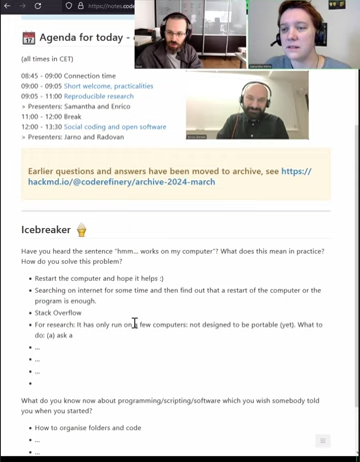 https://notes.code
Agenda for today -
(all times in CET)
08:45 - 09:00 Connection time
09:00 - 09:05 Short welcome, practicalities
09:05 - 11:00 Reproducible research
> Presenters: Samantha and Enrico
11:00 - 12:00 Break
12:00 - 13:30 Social coding and open software
> Presenters: Jarno and Radovan
Earlier questions and answers have been moved to archive, see https://
hackmd.io/@coderefinery/archive-2024-march
Icebreaker
Have you heard the sentence "hmm... works on my computer"? What does this mean in practice?
How do you solve this problem?
• Restart the computer and hope it helps :)
• Searching on internet for some time and then find out that a restart of the computer or the
program is enough.
• Stack Overflow
• For research: It has only run on a few computers: not designed to be portable (yet). What to
do: (a) ask a
• ...
• ...
• ...
•
What do you know now about programming/scripting/software which you wish somebody told
you when you started?
• How to organise folders and code
• ...
• ...